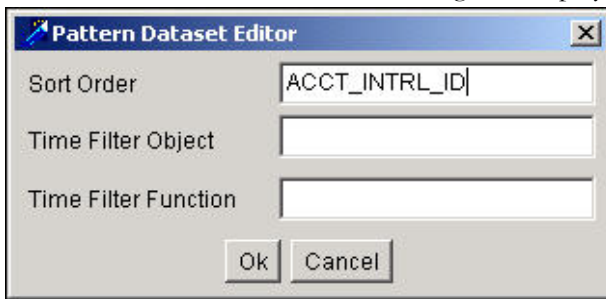 Pattern Dataset Editor
Sort Order ACCT_INTRL_ID
Time Filter Object
Time Filter Function
Ok Cancel